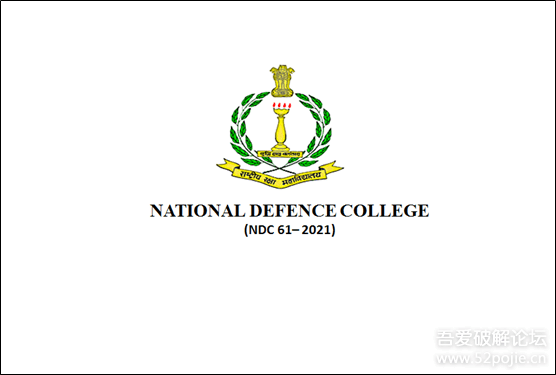 राष्ट्रीय रक्षा महाविद्यालय
NATIONAL DEFENCE COLLEGE
(NDC 61– 2021)
吾爱破解论坛
www.52pojie.cn